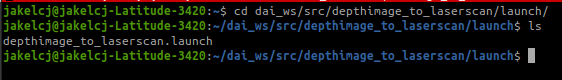 jakelcj@jakelcj-Latitude-3420:~$ cd dai_ws/src/depthimage_to_laserscan/launch/
jakelcj@jakelcj-Latitude-3420:~/dai_ws/src/depthimage_to_laserscan/launch$ ls
depthimage_to_laserscan.launch
jakelcj@jakelcj-Latitude-3420:~/dai_ws/src/depthimage_to_laserscan/launch$